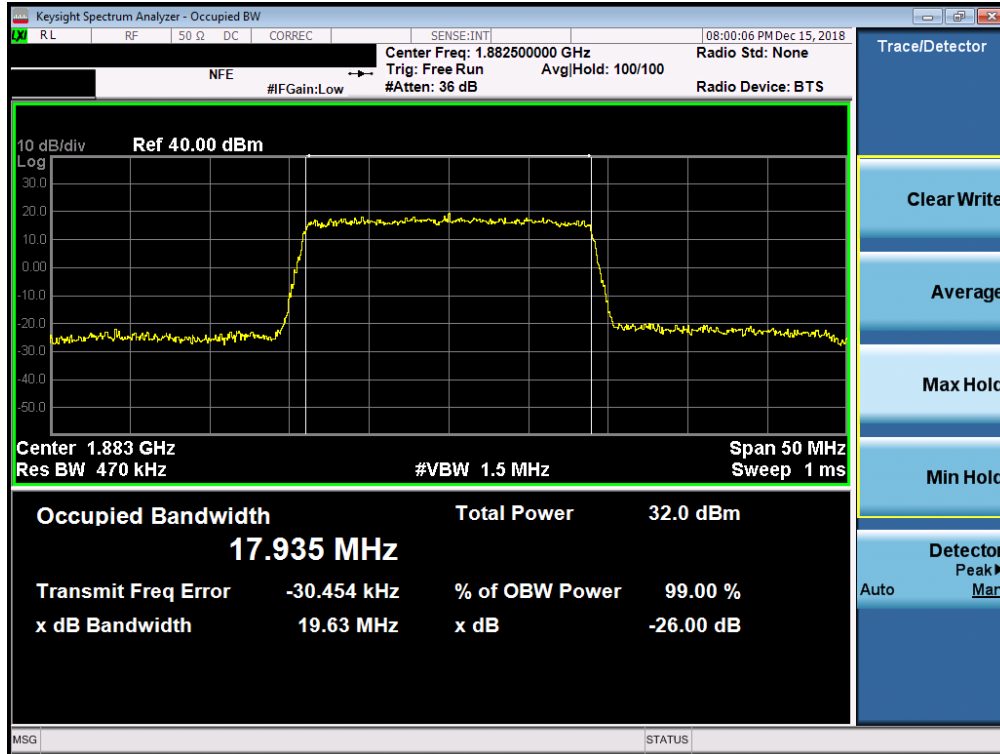 Keysight Spectrum Analyzer - Occupied BW
LXI RL RF 50 Ω DC CORREC SENSE:INT 08:00:06 PM Dec 15, 2018
Center Freq: 1.882500000 GHz Radio Std: None
NFE Trig: Free Run Avg|Hold: 100/100
#IFGain:Low #Atten: 36 dB Radio Device: BTS
Trace/Detector
10 dB/div Ref 40.00 dBm
Log
30.0
20.0
10.0
0.00
-10.0
-20.0
-30.0
-40.0
-50.0
Center 1.883 GHz Span 50 MHz
Res BW 470 kHz #VBW 1.5 MHz Sweep 1 ms
Occupied Bandwidth Total Power 32.0 dBm
17.935 MHz
Transmit Freq Error -30.454 kHz % of OBW Power 99.00 %
x dB Bandwidth 19.63 MHz x dB -26.00 dB
Clear Write
Average
Max Hold
Min Hold
Detector
Peak
Auto Man
MSG STATUS